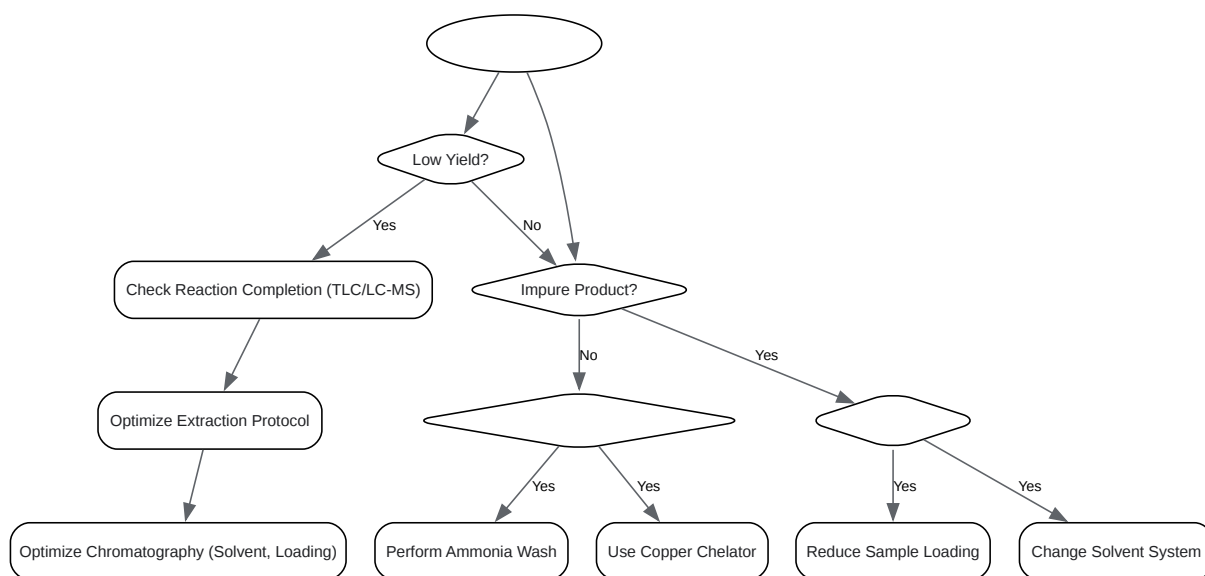 Low Yield?
Yes
No
Check Reaction Completion (TLC/LC-MS)
Impure Product?
No
Yes
Optimize Extraction Protocol
Yes
Yes
Yes
Yes
Optimize Chromatography (Solvent, Loading)
Perform Ammonia Wash
Use Copper Chelator
Reduce Sample Loading
Change Solvent System